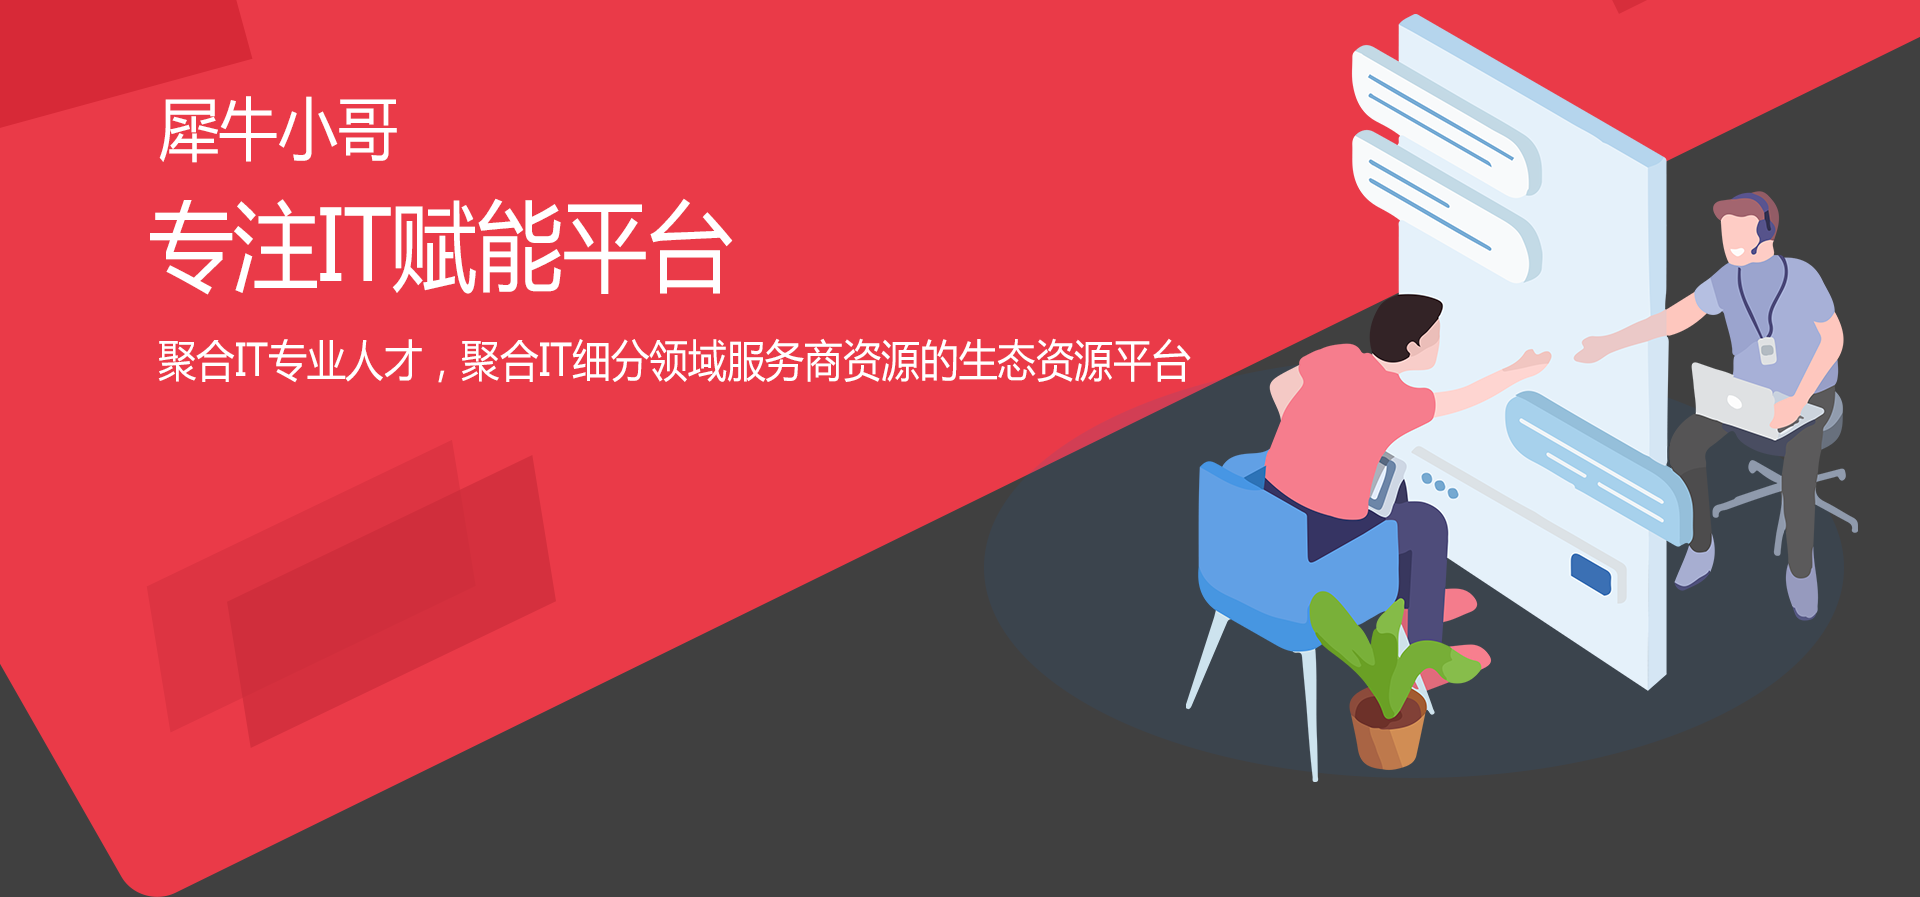 犀牛小哥
专注IT赋能平台
聚合IT专业人才，聚合IT细分领域服务商资源的生态资源平台